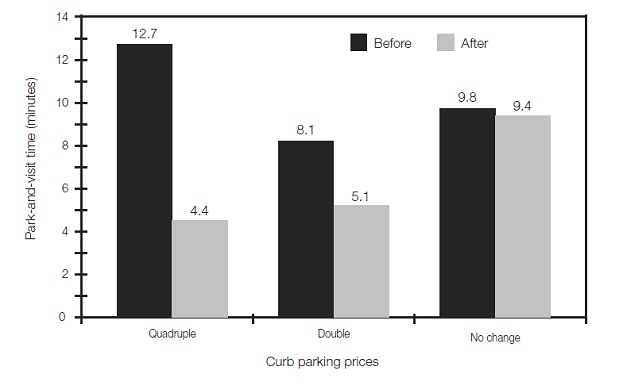 14
12
10
8
6
4
2
0
Park-and-visit time (minutes)
Before
After
12.7
4.4
8.1
5.1
9.8
9.4
Quadruple
Double
No change
Curb parking prices